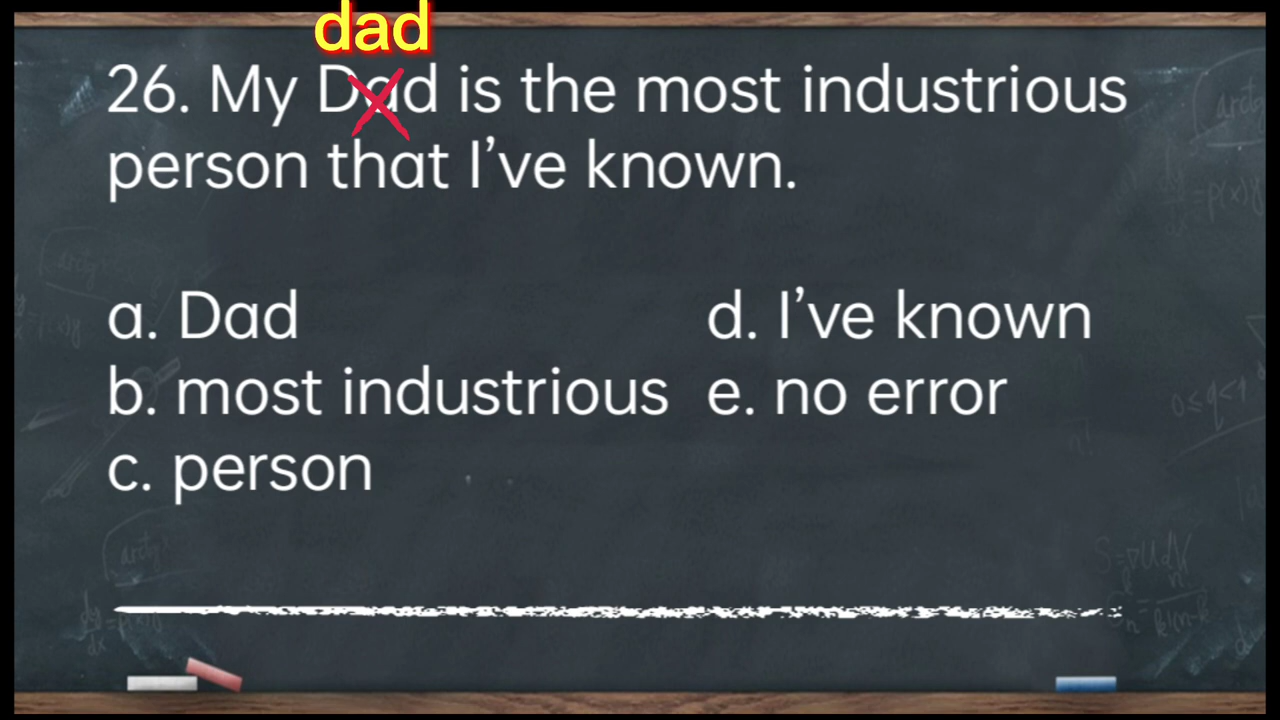 dad
26. My Dad is the most industrious
person that I’ve known.
a. Dad
b. most industrious
c. person
d. I’ve known
e. no error